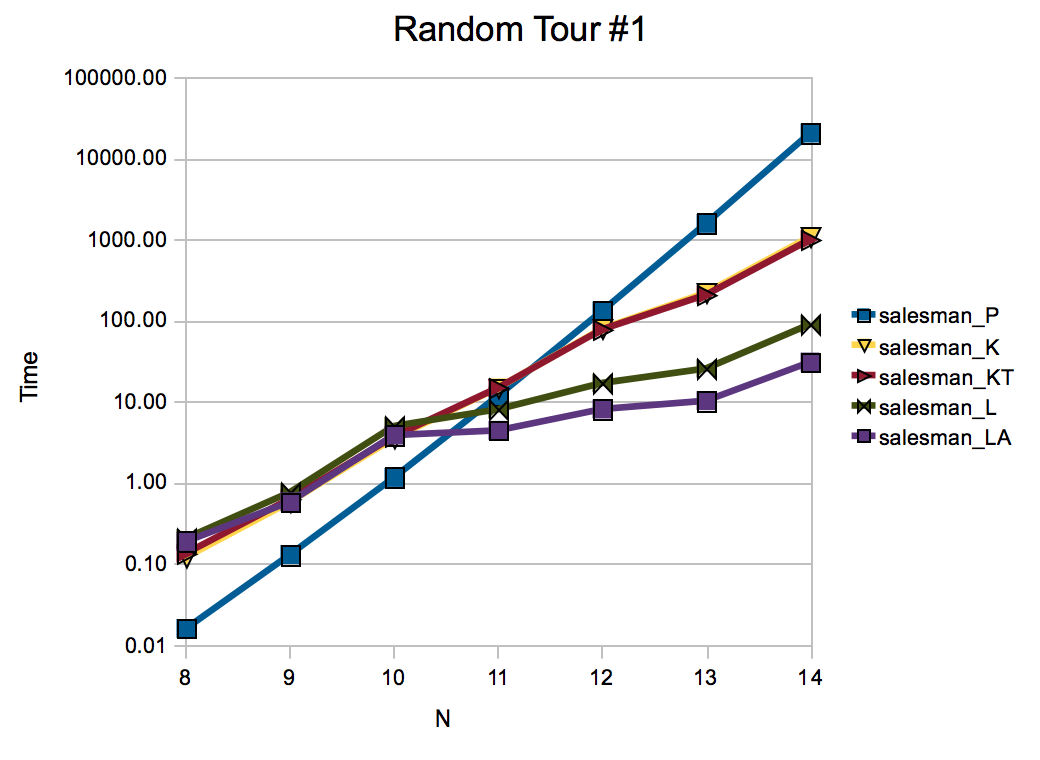 Random Tour #1
100000.00
10000.00
1000.00
100.00
10.00
1.00
0.10
0.01
Time
8 9 10 11 12 13 14
N
salesman_P
salesman_K
salesman_KT
salesman_L
salesman_LA